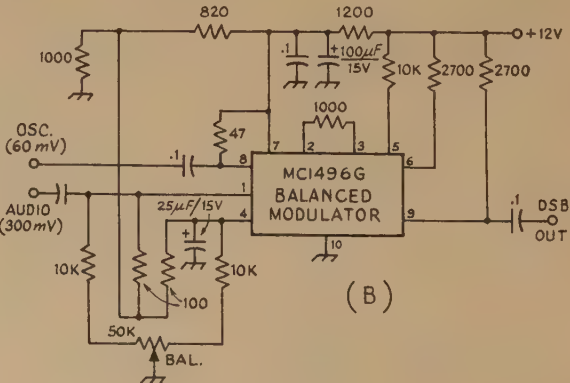 820
1200
+12V
1000
.1
+
100µF/15V
10K
2700
2700
1000
OSC.
(60 mV)
.1
47
8
7
2
3
5
6
MC1496G
BALANCED
MODULATOR
1
4
9
10
AUDIO
(300mV)
25µF/15V
+
.1
DSB
OUT
10K
100
10K
50K
BAL.
(B)